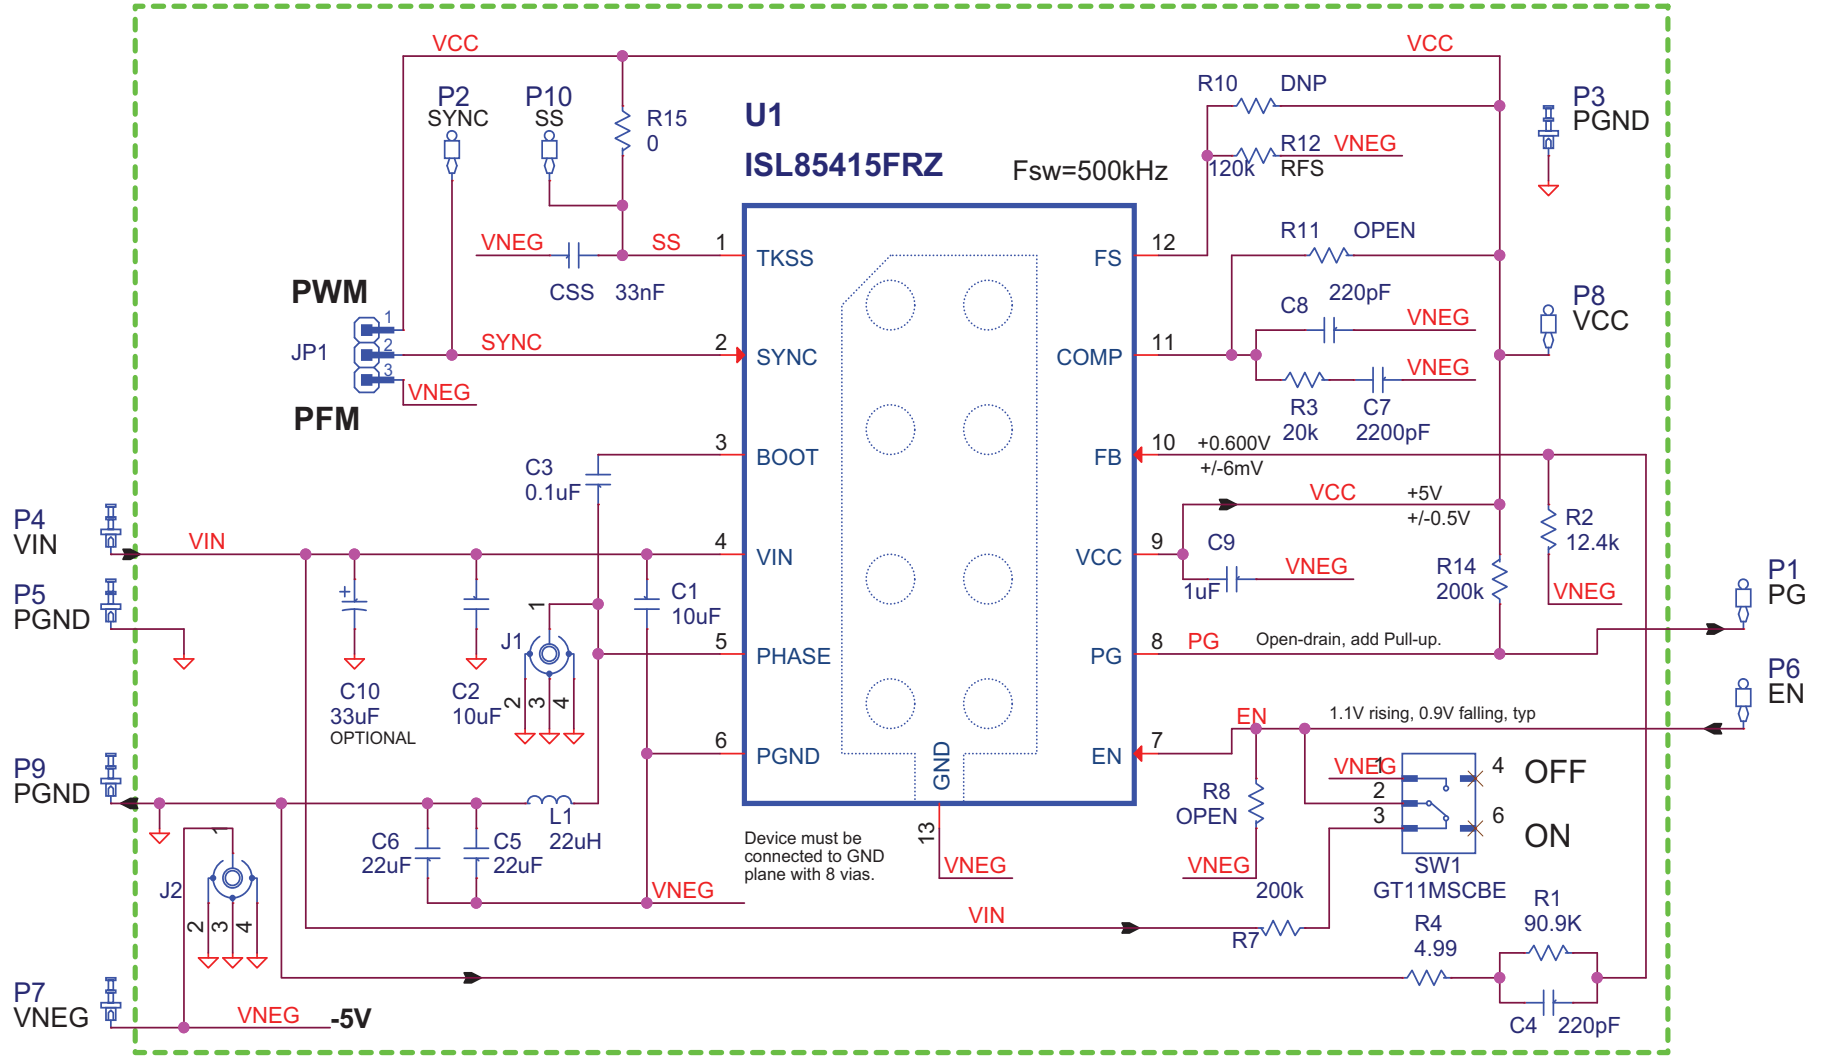 VCC
VCC
P2
SYNC
P10
SS
R15
0
U1
ISL85415FRZ
Fsw=500kHz
R10 DNP
R12 VNEG
120k RFS
P3
PGND
VNEG
SS
1
TKSS
CSS 33nF
FS
12
R11 OPEN
PWM
JP1
1
2
3
PFM
VNEG
SYNC
2
SYNC
COMP
11
C8
220pF
VNEG
R3
20k
C7
2200pF
VNEG
P8
VCC
3
BOOT
C3
0.1uF
FB
10
+0.600V
+/-6mV
VCC
+5V
+/-0.5V
R2
12.4k
VNEG
P4
VIN
VIN
4
VIN
VCC
9
C9
1uF
VNEG
R14
200k
P5
PGND
C10
33uF
OPTIONAL
+
C2
10uF
J1
1
2
3
4
C1
10uF
5
PHASE
PG
8
PG
Open-drain, add Pull-up.
P1
PG
P6
EN
6
PGND
GND
13
VNEG
EN
7
EN
1.1V rising, 0.9V falling, typ
P9
PGND
C6
22uF
C5
22uF
L1
22uH
VNEG
Device must be
connected to GND
plane with 8 vias.
R8
OPEN
VNEG
VNEG
1
2
3
4
6
OFF
ON
SW1
GT11MSCBE
J2
1
2
3
4
VIN
200k
R7
R4
4.99
R1
90.9K
C4 220pF
P7
VNEG
VNEG
-5V